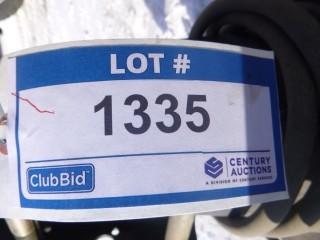 LOT #
1335
ClubBid
CENTURY
AUCTIONS
A DIVISION OF CENTURY SERVICES